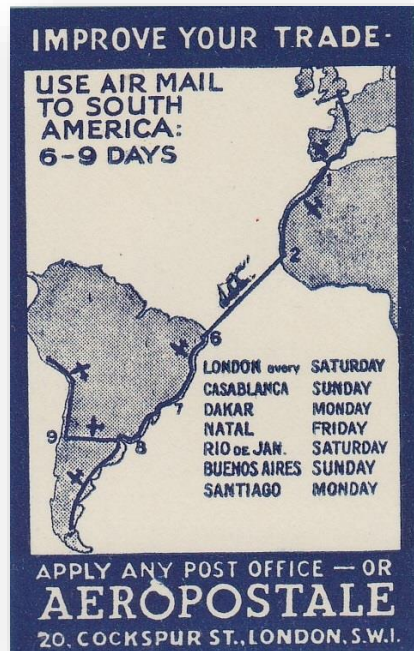 IMPROVE YOUR TRADE-
USE AIR MAIL
TO SOUTH
AMERICA:
6-9 DAYS
1
2
6
7
8
9
LONDON every SATURDAY
CASABLANCA SUNDAY
DAKAR MONDAY
NATAL FRIDAY
RIO DE JAN. SATURDAY
BUENOS AIRES SUNDAY
SANTIAGO MONDAY
APPLY ANY POST OFFICE — OR
AEROPOSTALE
20, COCKSPUR ST., LONDON, S.W.I.